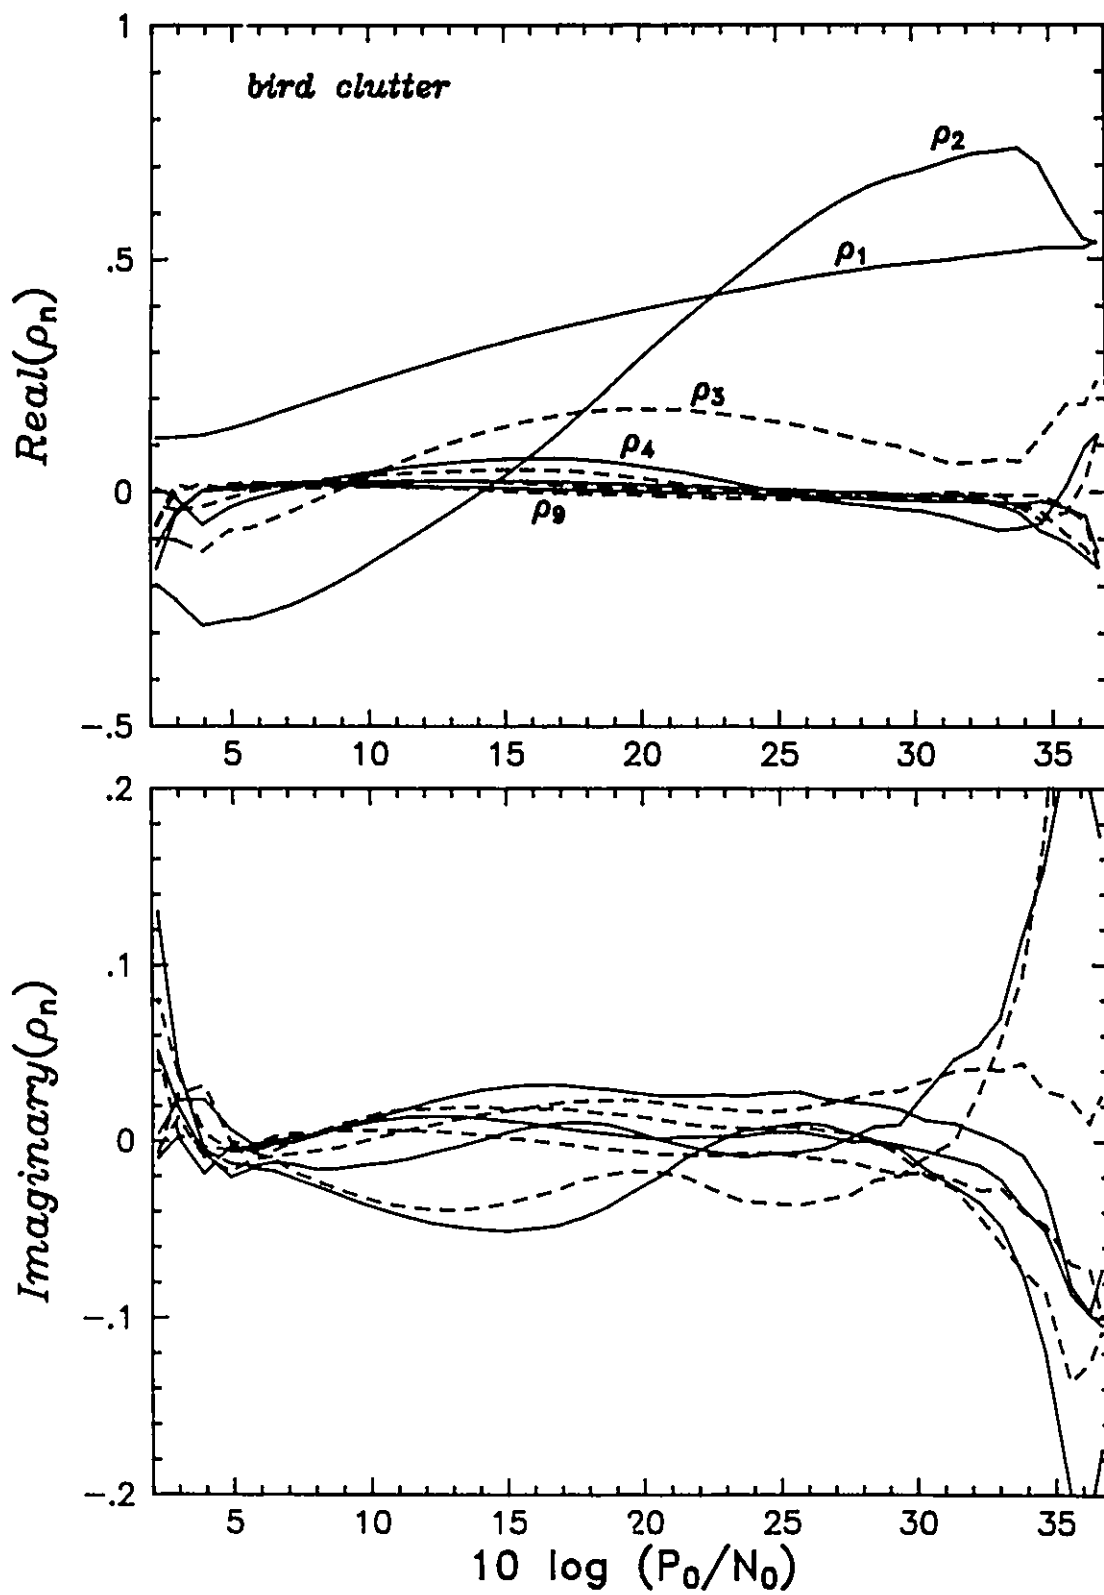 1
bird clutter
ρ2
.5
ρ1
Real(ρn)
ρ3
ρ4
0
ρ9
-.5
5 10 15 20 25 30 35
.2
.1
Imaginary(ρn)
0
-.1
-.2
5 10 15 20 25 30 35
10 log (P0/N0)